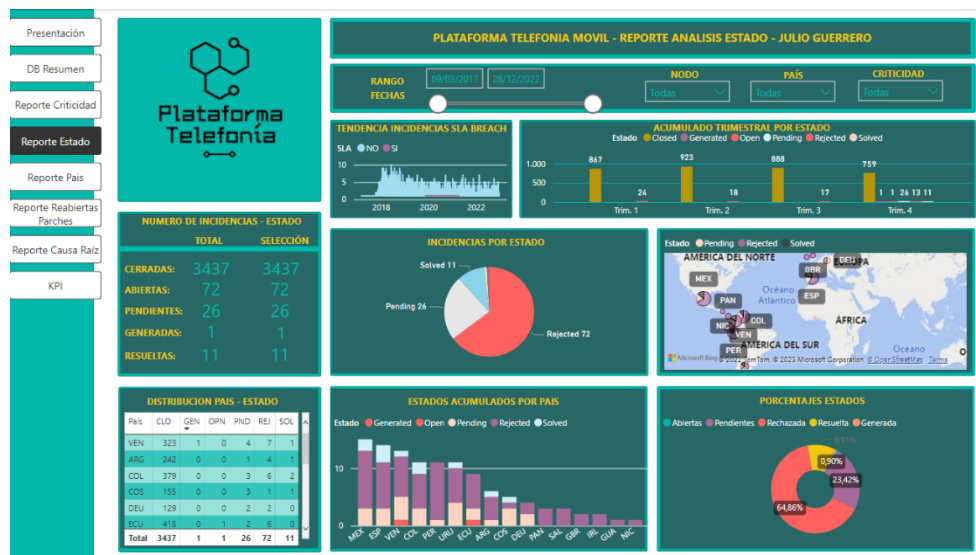 Presentación
DB Resumen
Reporte Criticidad
Reporte Estado
Reporte Pais
Reporte Reabiertas
Parches
Reporte Causa Raíz
KPI
Plataforma
Telefonía
PLATAFORMA TELEFONIA MOVIL - REPORTE ANALISIS ESTADO - JULIO GUERRERO
RANGO
FECHAS
09/03/2017 28/12/2022
NODO
Todas
PAÍS
Todas
CRITICIDAD
Todas
TENDENCIA INCIDENCIAS SLA BREACH
SLA NO SI
10
5
0
2018 2020 2022
ACUMULADO TRIMESTRAL POR ESTADO
Estado Closed Generated Open Pending Rejected Solved
1.000
500
0
867 24 923 18 888 17 759 1 1 26 13 11
Trim. 1 Trim. 2 Trim. 3 Trim. 4
NUMERO DE INCIDENCIAS - ESTADO
TOTAL SELECCIÓN
CERRADAS: 3437 3437
ABIERTAS: 72 72
PENDIENTES: 26 26
GENERADAS: 1 1
RESUELTAS: 11 11
INCIDENCIAS POR ESTADO
Solved 11
Pending 26
Rejected 72
Estado Pending Rejected Solved
AMÉRICA DEL NORTE
EUROPA
DEU
GBR
MEX
Océano
Atlántico
ESP
PAN
COL
NIC
VEN
ÁFRICA
PER
AMÉRICA DEL SUR
Océano
Microsoft Bing
© 2022 TomTom, © 2023 Microsoft Corporation, © OpenStreetMap Terms
DISTRIBUCION PAIS - ESTADO
País CLO GEN OPN PND REJ SOL
VEN 323 1 0 4 7 1
ARG 242 0 0 1 4 1
COL 379 0 0 3 6 2
COS 155 0 0 3 1 1
DEU 129 0 0 2 2 0
ECU 418 0 1 2 6 0
Total 3437 1 1 26 72 11
ESTADOS ACUMULADOS POR PAIS
Estado Generated Open Pending Rejected Solved
10
0
MEX ESP VEN COL PER URU ECU ARG COS DEU PAN SAL GBR IRL GUA NIC
PORCENTAJES ESTADOS
Abiertas Pendientes Rechazada Resuelta Generada
9,91%
0,90%
23,42%
64,86%